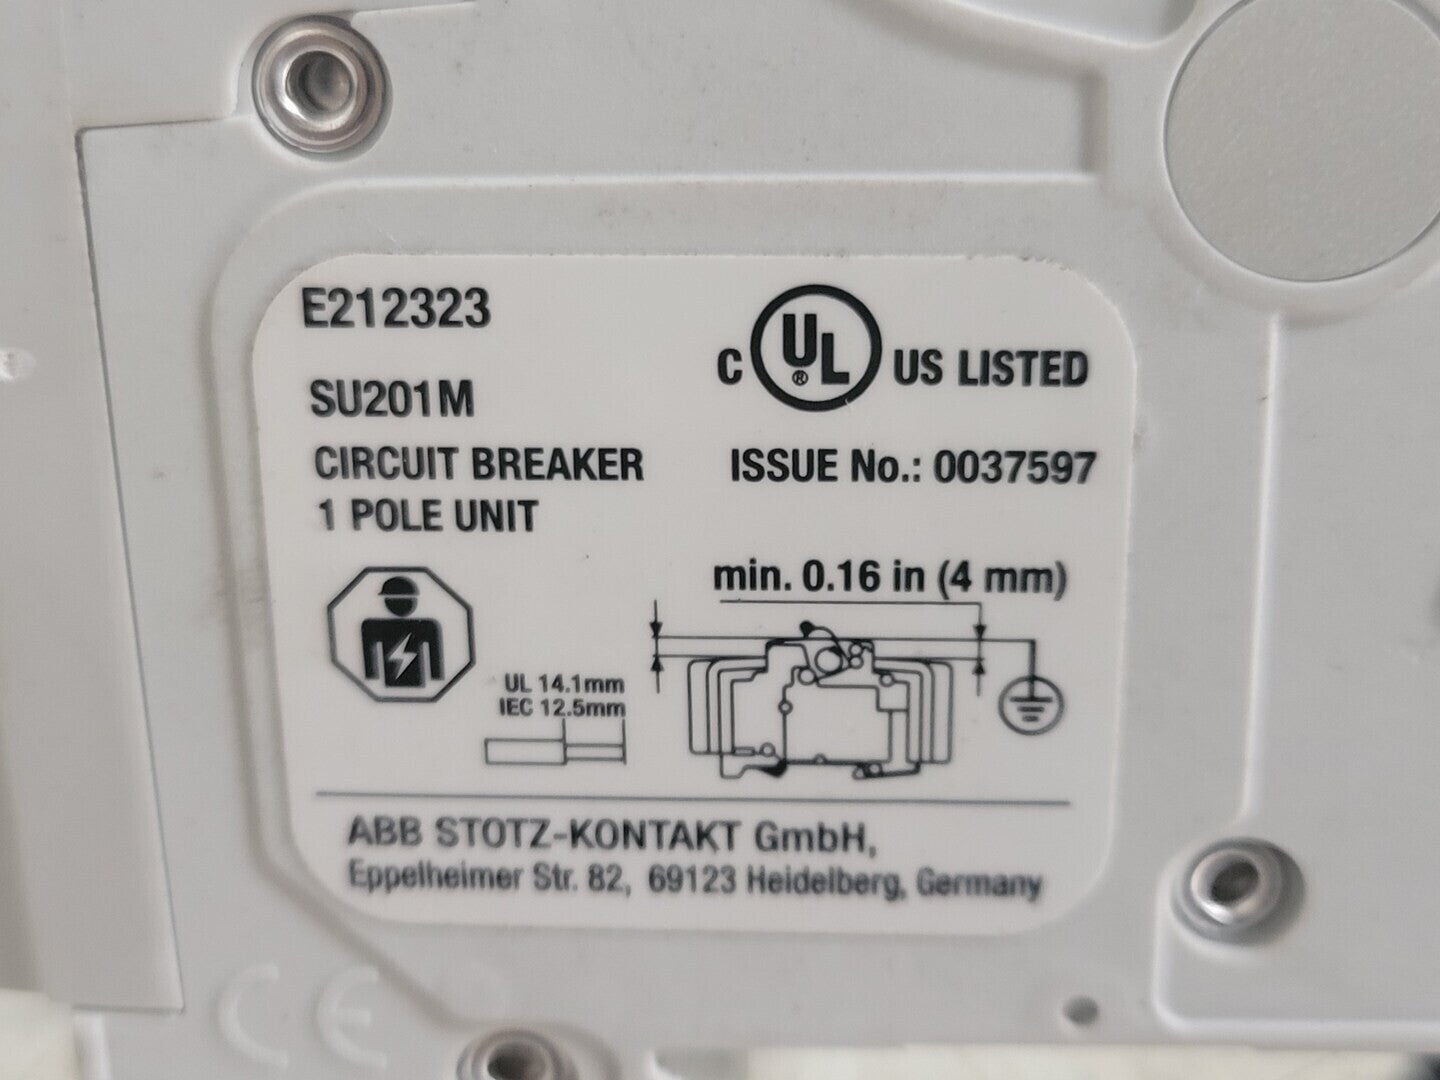 E212323
C UL ® US LISTED
SU201M
CIRCUIT BREAKER
1 POLE UNIT
ISSUE No.: 0037597
min. 0.16 in (4 mm)
UL 14.1mm
IEC 12.5mm
ABB STOTZ-KONTAKT GmbH,
Eppelheimer Str. 82, 69123 Heidelberg, Germany
CE